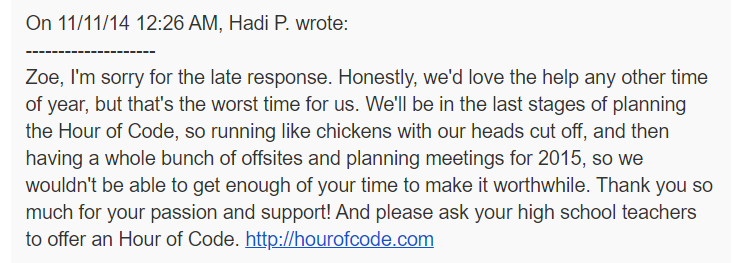 On 11/11/14 12:26 AM, Hadi P. wrote:
--------------------
Zoe, I'm sorry for the late response. Honestly, we'd love the help any other time
of year, but that's the worst time for us. We'll be in the last stages of planning
the Hour of Code, so running like chickens with our heads cut off, and then
having a whole bunch of offsites and planning meetings for 2015, so we
wouldn't be able to get enough of your time to make it worthwhile. Thank you so
much for your passion and support! And please ask your high school teachers
to offer an Hour of Code. http://hourofcode.com